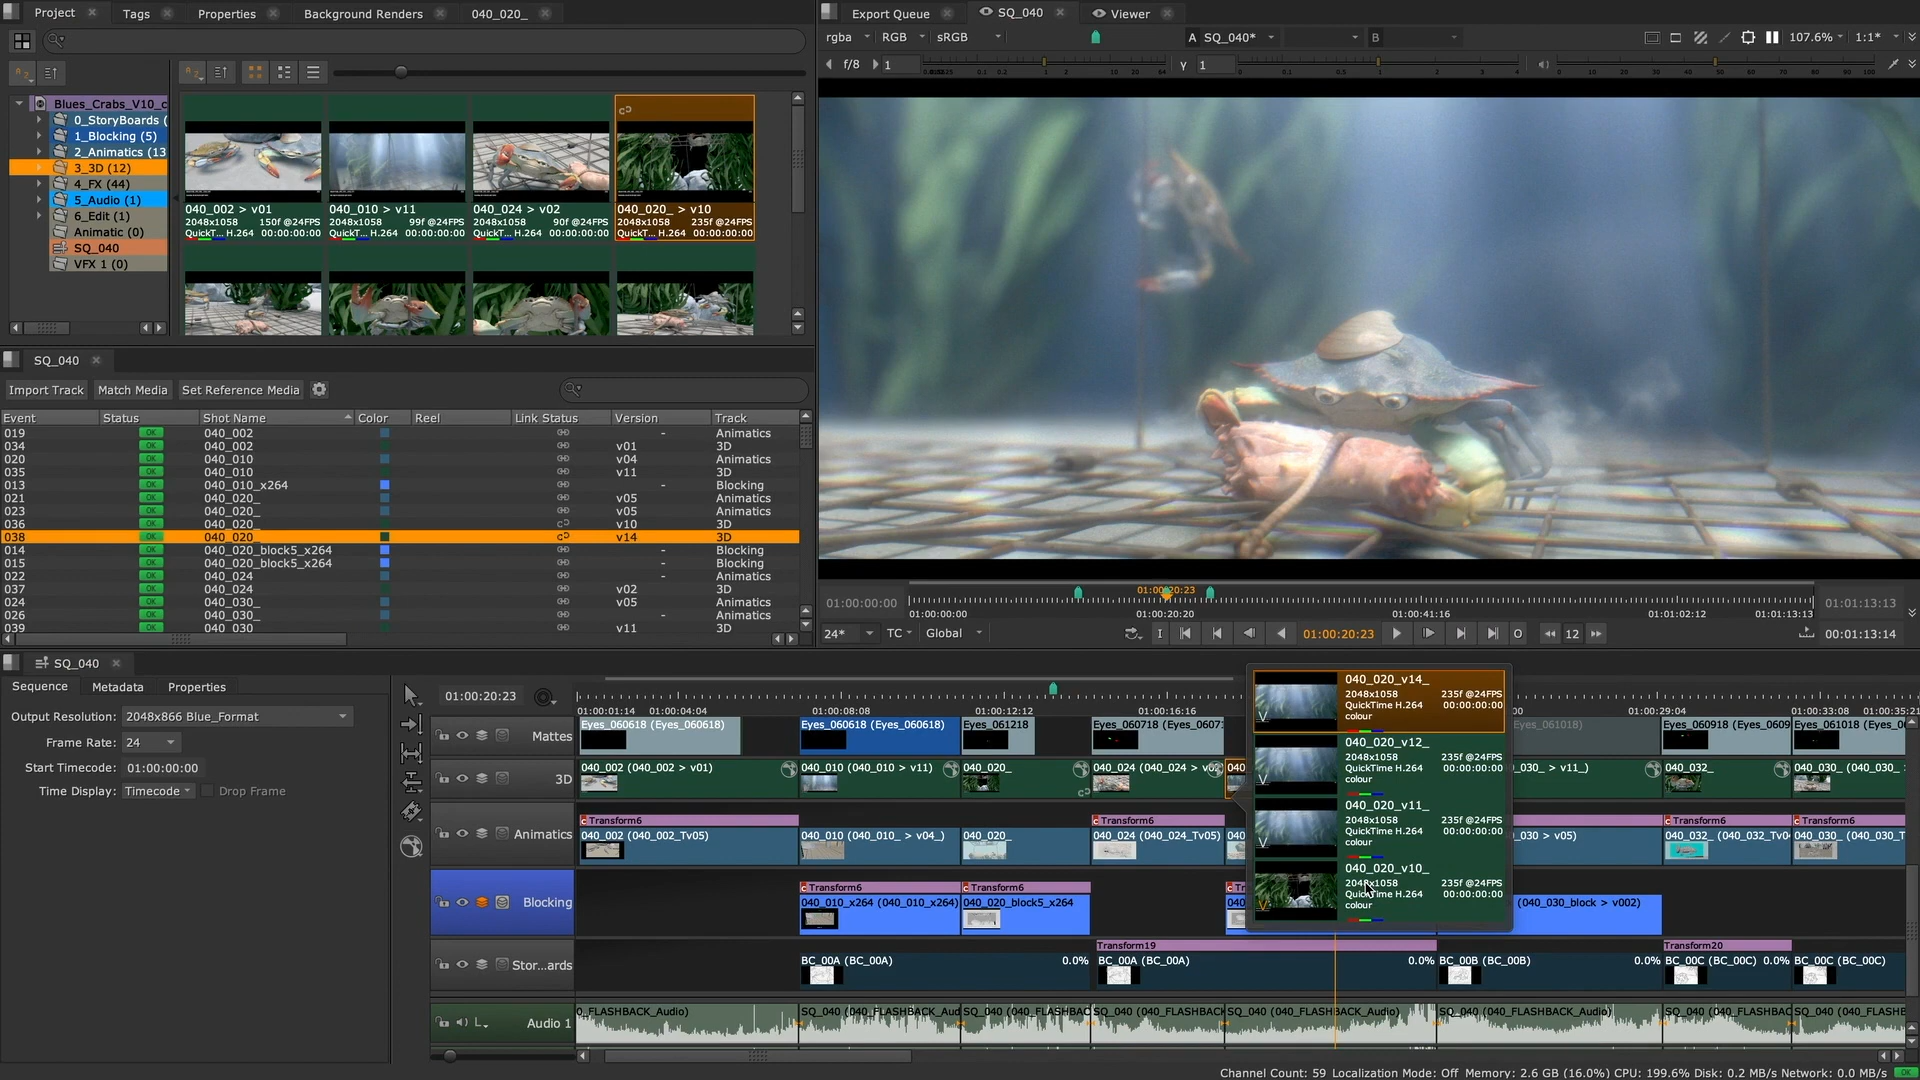 Project
Tags
Properties
Background Renders
040_020_
Export Queue
SQ_040
Viewer
rgba
RGB
sRGB
A SQ_040*
B
107.6%
1:1*
f/8
1
γ 1
Blues_Crabs_V10_c
0_StoryBoards (
1_Blocking (5)
2_Animatics (13
3_3D (12)
4_FX (44)
5_Audio (1)
6_Edit (1)
Animatic (0)
SQ_040
VFX 1 (0)
040_002 > v01
2048x1058 150f @24FPS
QuickT... H.264 00:00:00:00
040_010 > v11
2048x1058 99f @24FPS
QuickT... H.264 00:00:00:00
040_024 > v02
2048x1058 90f @24FPS
QuickT... H.264 00:00:00:00
040_020_ > v10
2048x1058 235f @24FPS
QuickT... H.264 00:00:00:00
SQ_040
Import Track
Match Media
Set Reference Media
Event Status Shot Name Color Reel Link Status Version Track
019 OK 040_002 - Animatics
034 OK 040_002 v01 3D
020 OK 040_010 v04 Animatics
035 OK 040_010 v11 3D
013 OK 040_010_x264 - Blocking
021 OK 040_020_ v05 Animatics
023 OK 040_020_ v05 Animatics
036 OK 040_020_ v10 3D
038 OK 040_020_ v14 3D
014 OK 040_020_block5_x264 - Blocking
015 OK 040_020_block5_x264 - Blocking
022 OK 040_024 - Animatics
037 OK 040_024 v02 3D
024 OK 040_030_ v05 Animatics
026 OK 040_030_ - Animatics
039 OK 040_030 v11 3D
01:00:00:00
01:00:20:23
01:00:00:00
01:00:20:20
01:00:41:16
01:01:02:12
01:01:13:13
01:01:13:13
24*
TC
Global
I
01:00:20:23
O
12
00:01:13:14
SQ_040
Sequence
Metadata
Properties
Output Resolution: 2048x866 Blue_Format
Frame Rate: 24
Start Timecode: 01:00:00:00
Time Display: Timecode
Drop Frame
01:00:20:23
01:00:01:14
01:00:04:04
01:00:08:08
01:00:12:12
01:00:16:16
00
01:00:29:04
01:00:33:08
01:00:35:21
Mattes
Eyes_060618 (Eyes_060618)
Eyes_060618 (Eyes_060618)
Eyes_061218
Eyes_060718 (Eyes_06071
_061018)
Eyes_060918 (Eyes_0609
Eyes_061018 (Eyes_06101
3D
040_002 (040_002 > v01)
040_010 (040_010 > v11)
040_020_
040_024 (040_024 > v02
040
_030_ > v11_)
040_032_
040_030_ (040_030_
Animatics
Transform6
Transform6
Transform6
Transform6
040_002 (040_002_Tv05)
040_010 (040_010_ > v04_)
040_020_
040_024 (040_024_Tv05)
040
_030 > v05)
040_032_ (040_032_Tv0
040_030_ (040_030_T
Blocking
Transform6
Transform6
Tr
040_010_x264 (040_010_x264)
040_020_block5_x264
040
(040_030_block > v002)
Stor...ards
Transform19
Transform20
BC_00A (BC_00A) 0.0%
BC_00A (BC_00A) 0.0%
BC_00B (BC_00B) 0.0%
BC_00C (BC_00C) 0.0%
BC_00C (BC_00C)
L_
Audio 1
0_FLASHBACK_Audio)
SQ_040 (040_FLASHBACK_Aud
SQ_040 (040_FLASHBACK
SQ_040 (040_FLASHBACK
SQ_040 (040_FLASHBACK_Audio)
SQ_040 (040_FLASHBACK_Audio)
SQ_040 (040_FLASHBACK
SQ_040 (040_FLASHB
040_020_v14_
2048x1058 235f @24FPS
QuickTime H.264 00:00:00:00
colour
040_020_v12_
2048x1058 235f @24FPS
QuickTime H.264 00:00:00:00
colour
040_020_v11_
2048x1058 235f @24FPS
QuickTime H.264 00:00:00:00
colour
040_020_v10_
2048x1058 235f @24FPS
QuickTime H.264 00:00:00:00
colour
Channel Count: 59 Localization Mode: Off Memory: 2.6 GB (16.0%) CPU: 199.6% Disk: 0.2 MB/s Network: 0.0 MB/s OK